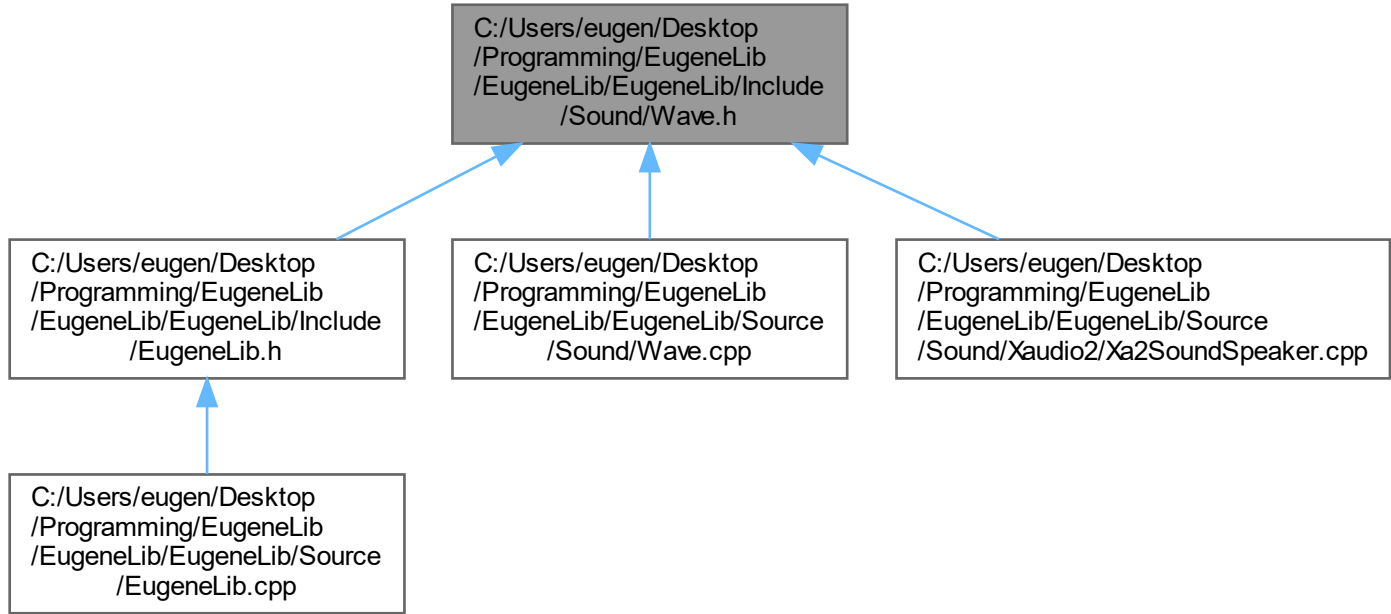 C:/Users/eugen/Desktop
/Programming/EugeneLib
/EugeneLib/EugeneLib/Include
/Sound/Wave.h
C:/Users/eugen/Desktop
/Programming/EugeneLib
/EugeneLib/EugeneLib/Include
/EugeneLib.h
C:/Users/eugen/Desktop
/Programming/EugeneLib
/EugeneLib/EugeneLib/Source
/Sound/Wave.cpp
C:/Users/eugen/Desktop
/Programming/EugeneLib
/EugeneLib/EugeneLib/Source
/Sound/Xaudio2/Xa2SoundSpeaker.cpp
C:/Users/eugen/Desktop
/Programming/EugeneLib
/EugeneLib/EugeneLib/Source
/EugeneLib.cpp